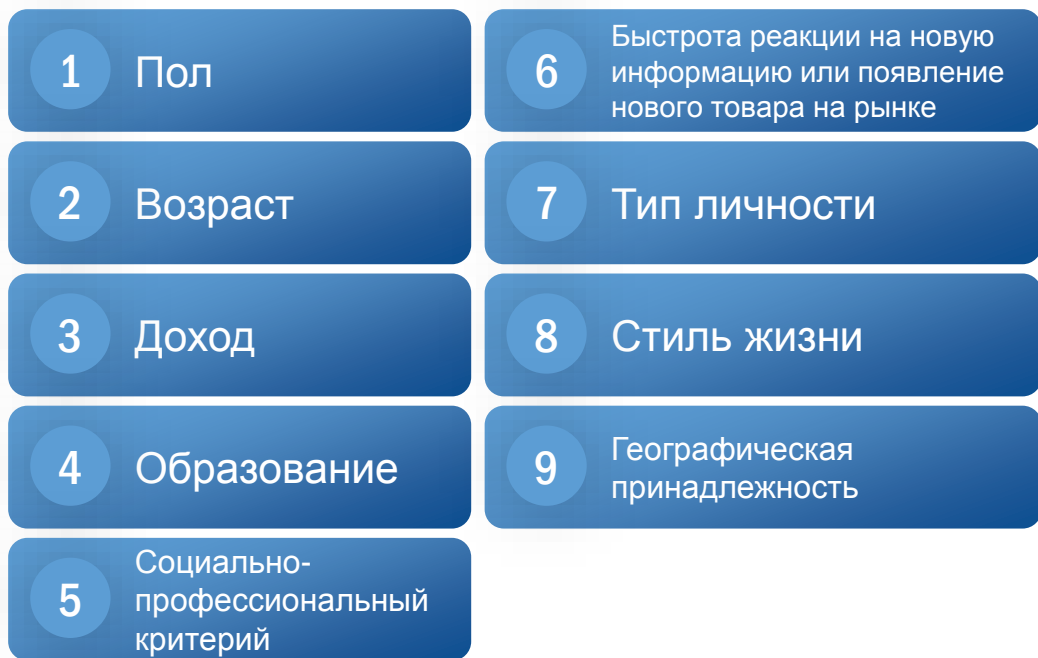 1 Пол
2 Возраст
3 Доход
4 Образование
5 Социально-
профессиональный
критерий
6 Быстрота реакции на новую
информацию или появление
нового товара на рынке
7 Тип личности
8 Стиль жизни
9 Географическая
принадлежность